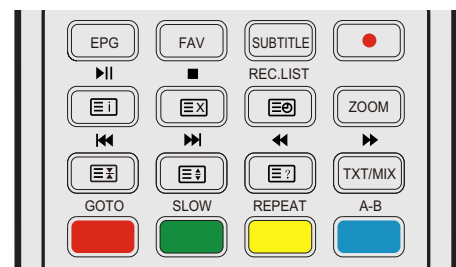 EPG FAV SUBTITLE
REC.LIST
i X ZOOM
? TXT/MIX
GOTO SLOW REPEAT A-B